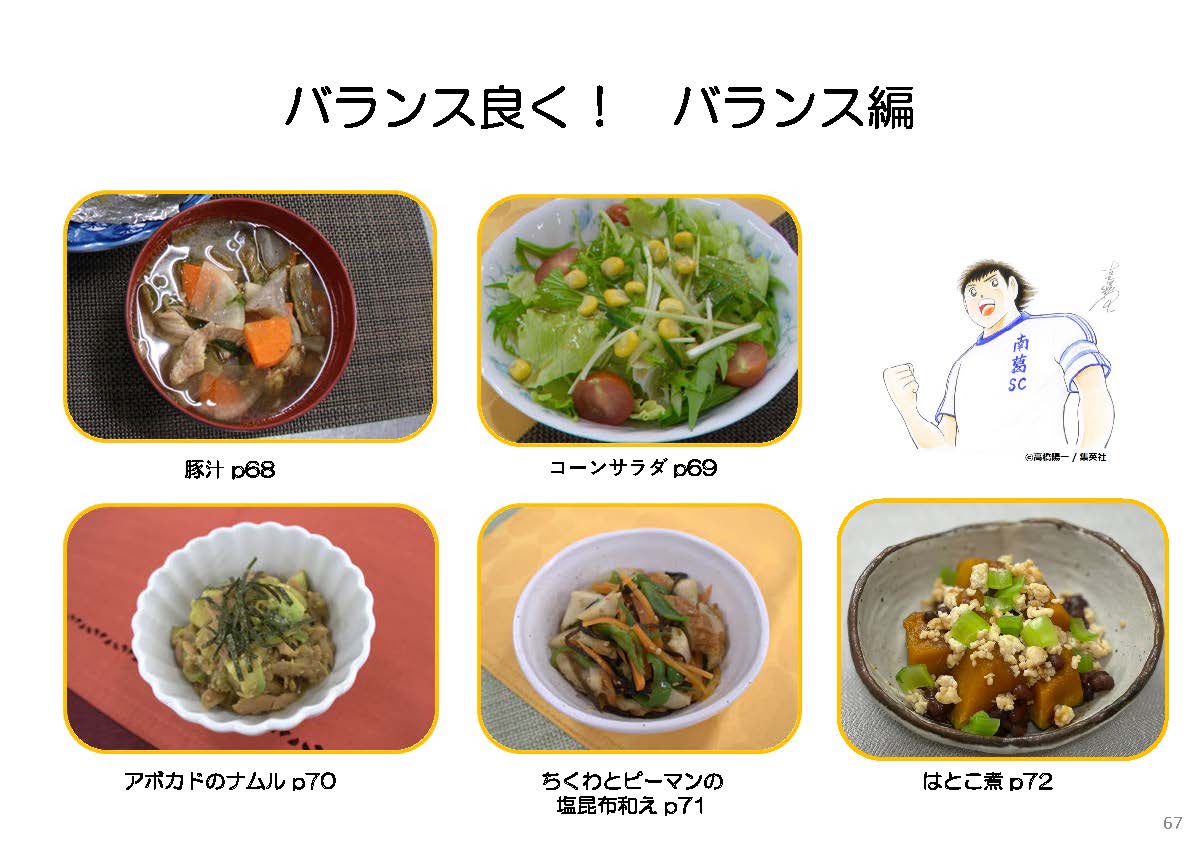 バランス良く！　バランス編
南
葛
SC
©高橋陽一 / 集英社
豚汁 p68
コーンサラダ p69
アボカドのナムル p70
ちくわとピーマンの
塩昆布和え p71
はとこ煮 p72
67